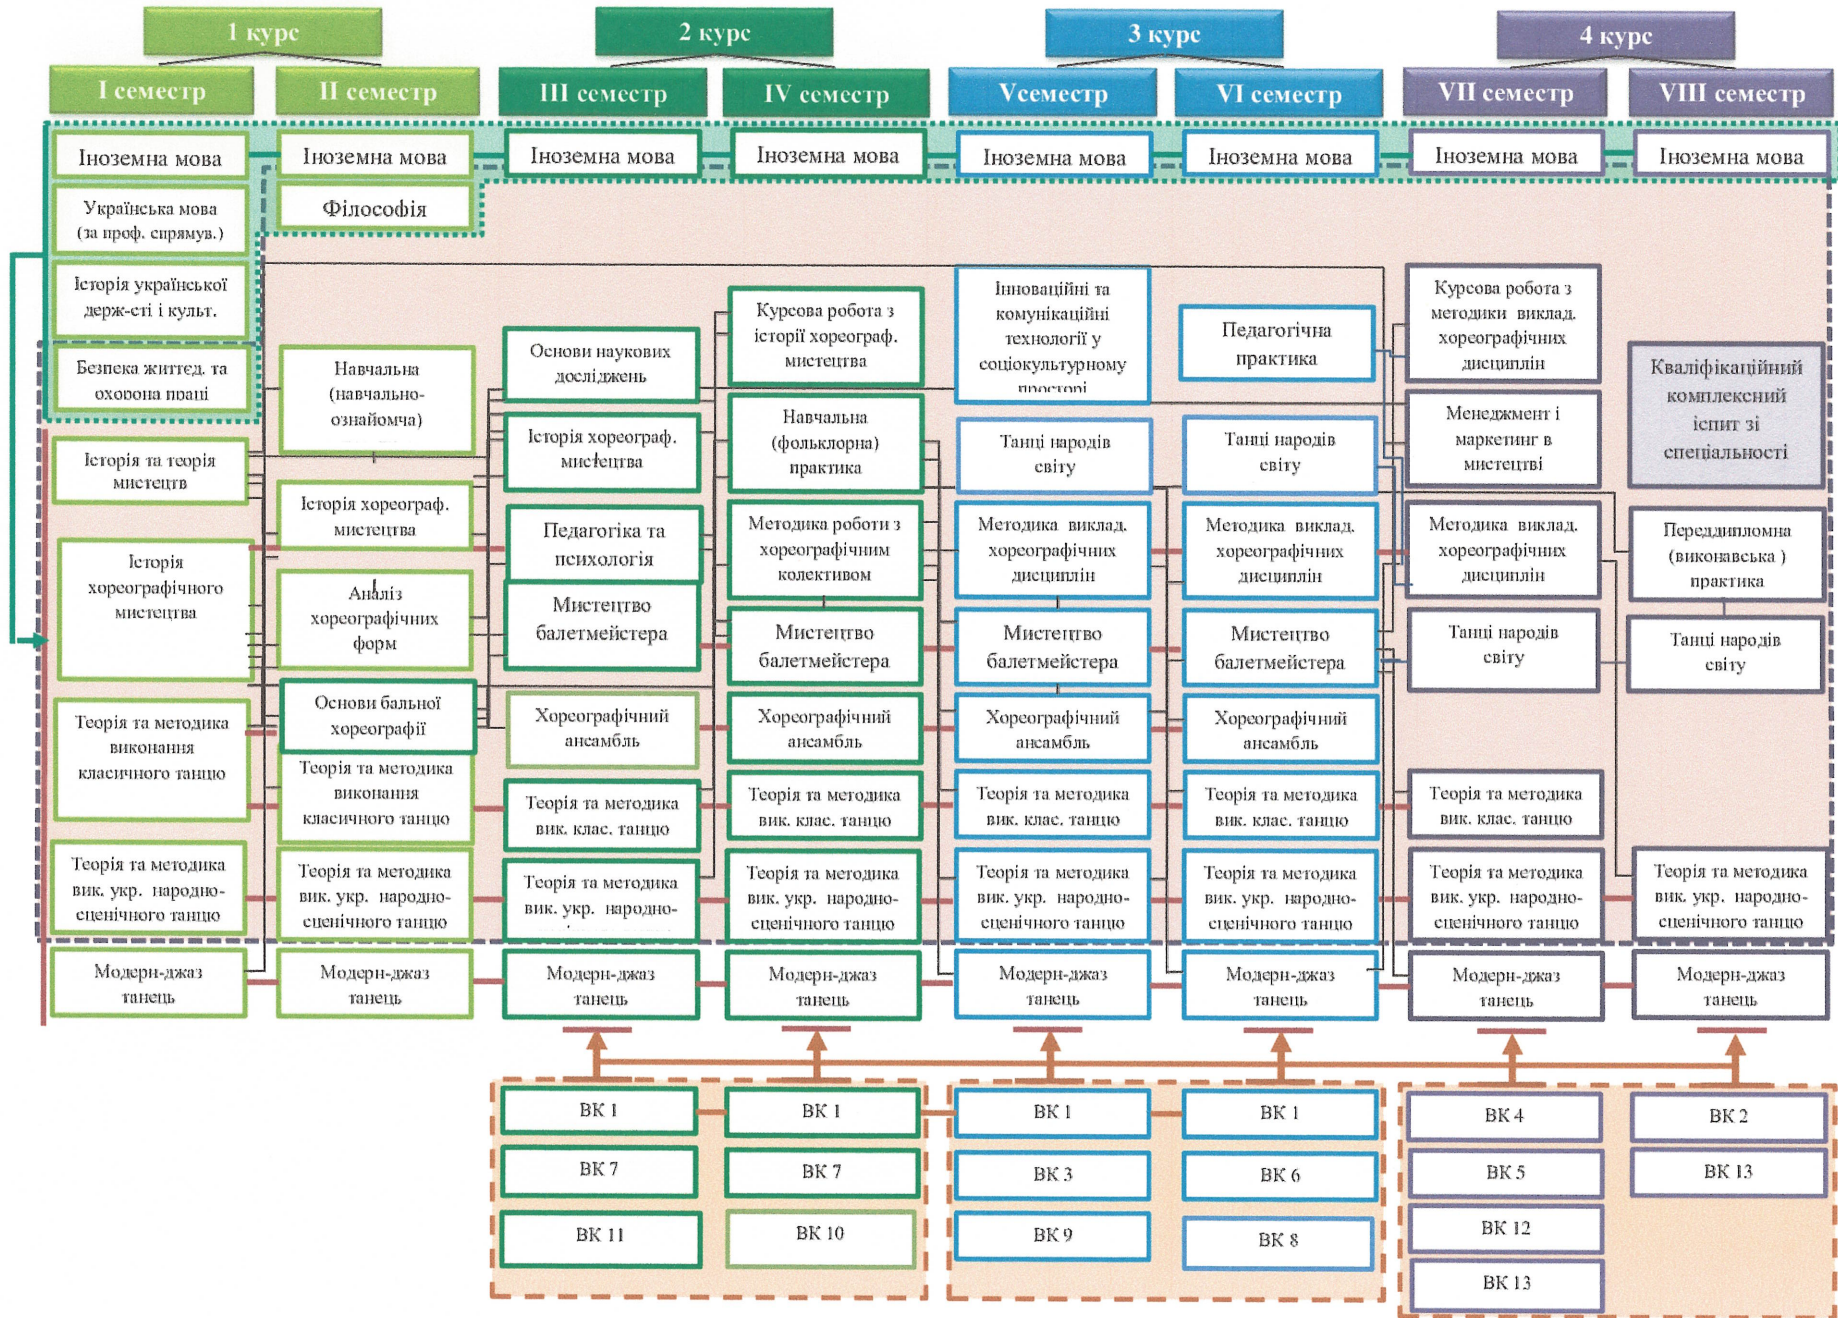 1 курс
2 курс
3 курс
4 курс
I семестр
II семестр
III семестр
IV семестр
Vсеместр
VI семестр
VII семестр
VIII семестр
Іноземна мова
Українська мова
(за проф. спрямув.)
Історія української
держ-сті і культ.
Безпека життєд. та
охорона праці
Історія та теорія
мистецтв
Історія
хореографічного
мистецтва
Теорія та методика
виконання
класичного танцю
Теорія та методика
вик. укр. народно-
сценічного танцю
Модерн-джаз
танець
Іноземна мова
Філософія
Навчальна
(навчально-
ознайомча)
Історія хореограф.
мистецтва
Аналіз
хореографічних
форм
Основи бальної
хореографії
Теорія та методика
виконання
класичного танцю
Теорія та методика
вик. укр. народно-
сценічного танцю
Модерн-джаз
танець
Іноземна мова
Основи наукових
досліджень
Історія хореограф.
мистецтва
Педагогіка та
психологія
Мистецтво
балетмейстера
Хореографічний
ансамбль
Теорія та методика
вик. клас. танцю
Теорія та методика
вик. укр. народно-
Модерн-джаз
танець
Іноземна мова
Курсова робота з
історії хореограф.
мистецтва
Навчальна
(фольклорна)
практика
Методика роботи з
хореографічним
колективом
Мистецтво
балетмейстера
Хореографічний
ансамбль
Теорія та методика
вик. клас. танцю
Теорія та методика
вик. укр. народно-
сценічного танцю
Модерн-джаз
танець
Іноземна мова
Інноваційні та
комунікаційні
технології у
соціокультурному
просторі
Танці народів
світу
Методика виклад.
хореографічних
дисциплін
Мистецтво
балетмейстера
Хореографічний
ансамбль
Теорія та методика
вик. клас. танцю
Теорія та методика
вик. укр. народно-
сценічного танцю
Модерн-джаз
танець
Іноземна мова
Педагогічна
практика
Танці народів
світу
Методика виклад.
хореографічних
дисциплін
Мистецтво
балетмейстера
Хореографічний
ансамбль
Теорія та методика
вик. клас. танцю
Теорія та методика
вик. укр. народно-
сценічного танцю
Модерн-джаз
танець
Іноземна мова
Курсова робота з
методики виклад.
хореографічних
дисциплін
Менеджмент і
маркетинг в
мистецтві
Методика виклад.
хореографічних
дисциплін
Танці народів
світу
Теорія та методика
вик. клас. танцю
Теорія та методика
вик. укр. народно-
сценічного танцю
Модерн-джаз
танець
Іноземна мова
Кваліфікаційний
комплексний
іспит зі
спеціальності
Переддипломна
(виконавська )
практика
Танці народів
світу
Теорія та методика
вик. укр. народно-
сценічного танцю
Модерн-джаз
танець
ВК 1
ВК 7
ВК 11
ВК 1
ВК 7
ВК 10
ВК 1
ВК 3
ВК 9
ВК 1
ВК 6
ВК 8
ВК 4
ВК 5
ВК 12
ВК 13
ВК 2
ВК 13